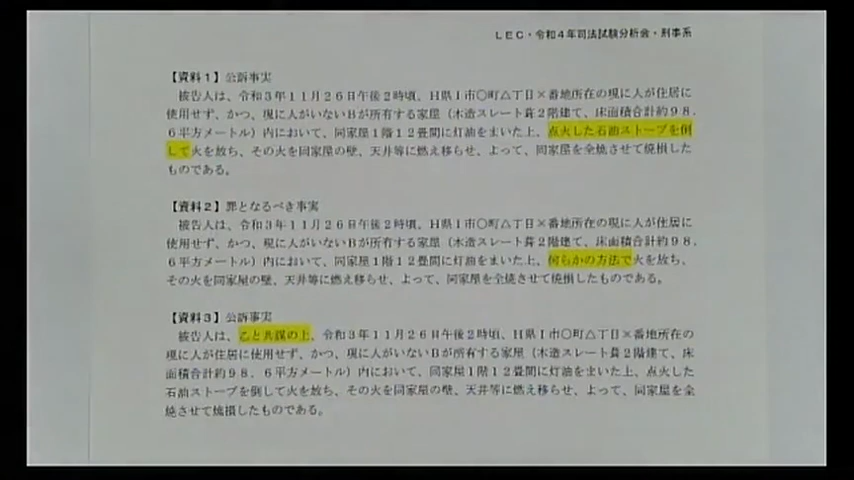 LEC・令和4年司法試験分析会・刑事系
【資料1】公訴事実
被告人は、令和3年11月26日午後2時頃、H県I市○町△丁目×番地所在の現に人が住居に
使用せず、かつ、現に人がいないBが所有する家屋（木造スレート葺2階建て、床面積合計約98．
6平方メートル）内において、同家屋1階12畳間に灯油をまいた上、点火した石油ストーブを倒
して火を放ち、その火を同家屋の壁、天井等に燃え移らせ、よって、同家屋を全焼させて焼損した
ものである。
【資料2】罪となるべき事実
被告人は、令和3年11月26日午後2時頃、H県I市○町△丁目×番地所在の現に人が住居に
使用せず、かつ、現に人がいないBが所有する家屋（木造スレート葺2階建て、床面積合計約98．
6平方メートル）内において、同家屋1階12畳間に灯油をまいた上、何らかの方法で火を放ち、
その火を同家屋の壁、天井等に燃え移らせ、よって、同家屋を全焼させて焼損したものである。
【資料3】公訴事実
被告人は、乙と共謀の上、令和3年11月26日午後2時頃、H県I市○町△丁目×番地所在の
現に人が住居に使用せず、かつ、現に人がいないBが所有する家屋（木造スレート葺2階建て、床
面積合計約98．6平方メートル）内において、同家屋1階12畳間に灯油をまいた上、点火した
石油ストーブを倒して火を放ち、その火を同家屋の壁、天井等に燃え移らせ、よって、同家屋を全
焼させて焼損したものである。